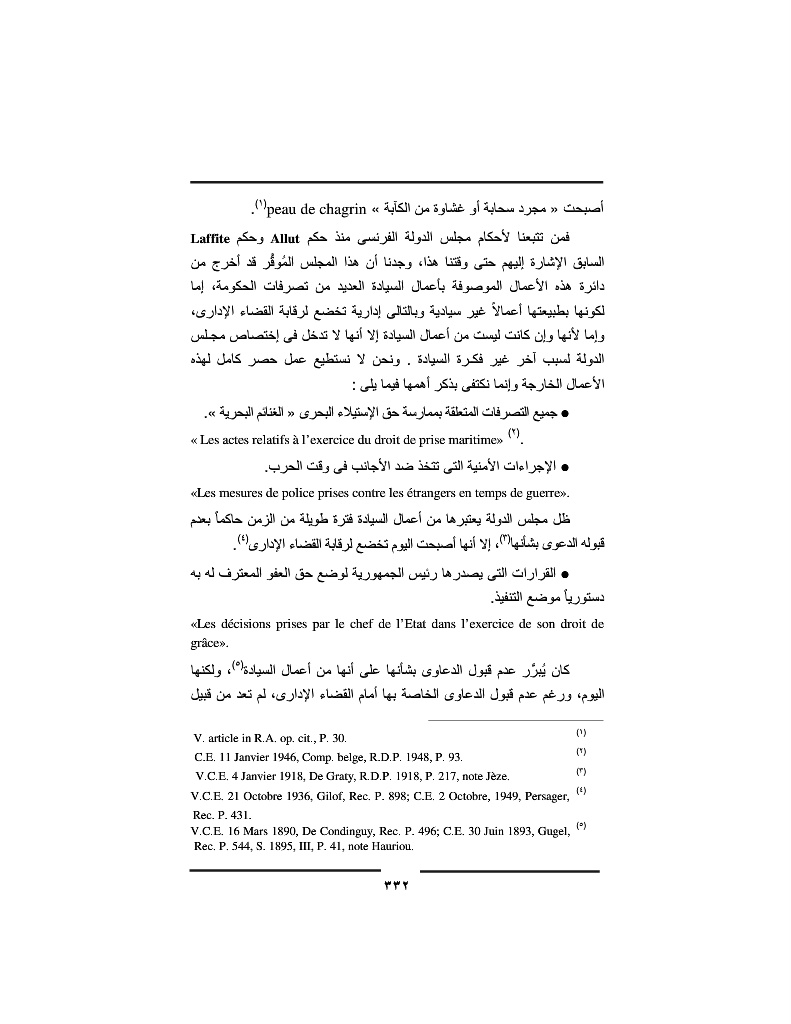 أصبحت « مجرد سحابة أو غشاوة من الكآبة » peau de chagrin(١).
فمن تتبعنا لأحكام مجلس الدولة الفرنسى منذ حكم Allut وحكم Laffite
السابق الإشارة إليهم حتى وقتنا هذا، وجدنا أن هذا المجلس المُوقُر قد أخرج من
دائرة هذه الأعمال الموصوفة بأعمال السيادة العديد من تصرفات الحكومة، إما
لكونها بطبيعتها أعمالاً غير سيادية وبالتالى إدارية تخضع لرقابة القضاء الإدارى،
وإما لأنها وإن كانت ليست من أعمال السيادة إلا أنها لا تدخل فى إختصاص مجلس
الدولة لسبب آخر غير فكرة السيادة . ونحن لا نستطيع عمل حصر كامل لهذه
الأعمال الخارجة وإنما نكتفى بذكر أهمها فيما يلى :
● جميع التصرفات المتعلقة بممارسة حق الإستيلاء البحرى « الغنائم البحرية ».
« Les actes relatifs à l’exercice du droit de prise maritime» (٢).
● الإجراءات الأمنية التى تتخذ ضد الأجانب فى وقت الحرب.
«Les mesures de police prises contre les étrangers en temps de guerre».
ظل مجلس الدولة يعتبرها من أعمال السيادة فترة طويلة من الزمن حاكماً بعدم
قبوله الدعوى بشأنها(٣)، إلا أنها أصبحت اليوم تخضع لرقابة القضاء الإدارى(٤).
● القرارات التى يصدرها رئيس الجمهورية لوضع حق العفو المعترف له به
دستورياً موضع التنفيذ.
«Les décisions prises par le chef de l’Etat dans l’exercice de son droit de
grâce».
كان يُبرَّر عدم قبول الدعاوى بشأنها على أنها من أعمال السيادة(٥)، ولكنها
اليوم، ورغم عدم قبول الدعاوى الخاصة بها أمام القضاء الإدارى، لم تعد من قبيل
(١) V. article in R.A. op. cit., P. 30.
(٢) C.E. 11 Janvier 1946, Comp. belge, R.D.P. 1948, P. 93.
(٣) V.C.E. 4 Janvier 1918, De Graty, R.D.P. 1918, P. 217, note Jèze.
(٤) V.C.E. 21 Octobre 1936, Gilof, Rec. P. 898; C.E. 2 Octobre, 1949, Persager,
Rec. P. 431.
(٥) V.C.E. 16 Mars 1890, De Condinguy, Rec. P. 496; C.E. 30 Juin 1893, Gugel,
Rec. P. 544, S. 1895, III, P. 41, note Hauriou.
٣٣٢